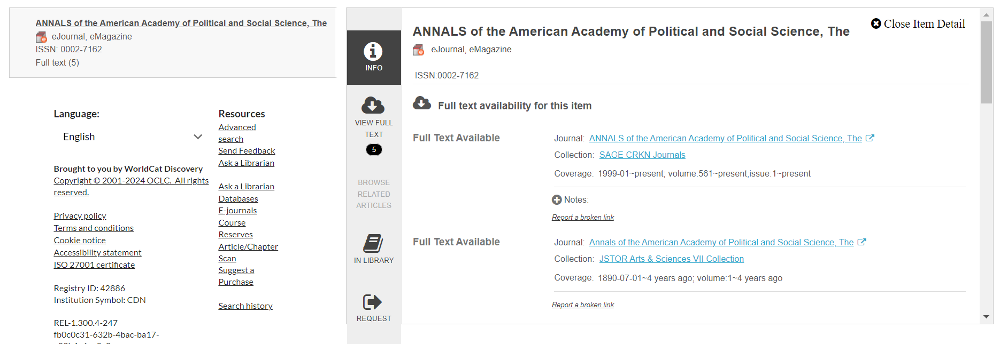 ANNALS of the American Academy of Political and Social Science, The
eJournal, eMagazine
ISSN: 0002-7162
Full text (5)
Language:
English
Brought to you by WorldCat Discovery
Copyright © 2001-2024 OCLC. All rights
reserved.
Privacy policy
Terms and conditions
Cookie notice
Accessibility statement
ISO 27001 certificate
Registry ID: 42886
Institution Symbol: CDN
REL-1.300.4-247
fb0c0c31-632b-4bac-ba17-
Resources
Advanced
search
Send Feedback
Ask a Librarian
Ask a Librarian
Databases
E-journals
Course
Reserves
Article/Chapter
Scan
Suggest a
Purchase
Search history
INFO
VIEW FULL
TEXT
5
BROWSE
RELATED
ARTICLES
IN LIBRARY
REQUEST
Close Item Detail
ANNALS of the American Academy of Political and Social Science, The
eJournal, eMagazine
ISSN:0002-7162
Full text availability for this item
Full Text Available
Journal: ANNALS of the American Academy of Political and Social Science, The
Collection: SAGE CRKN Journals
Coverage: 1999-01~present; volume:561~present;issue:1~present
Notes:
Report a broken link
Full Text Available
Journal: Annals of the American Academy of Political and Social Science, The
Collection: JSTOR Arts & Sciences VII Collection
Coverage: 1890-07-01~4 years ago; volume:1~4 years ago
Report a broken link